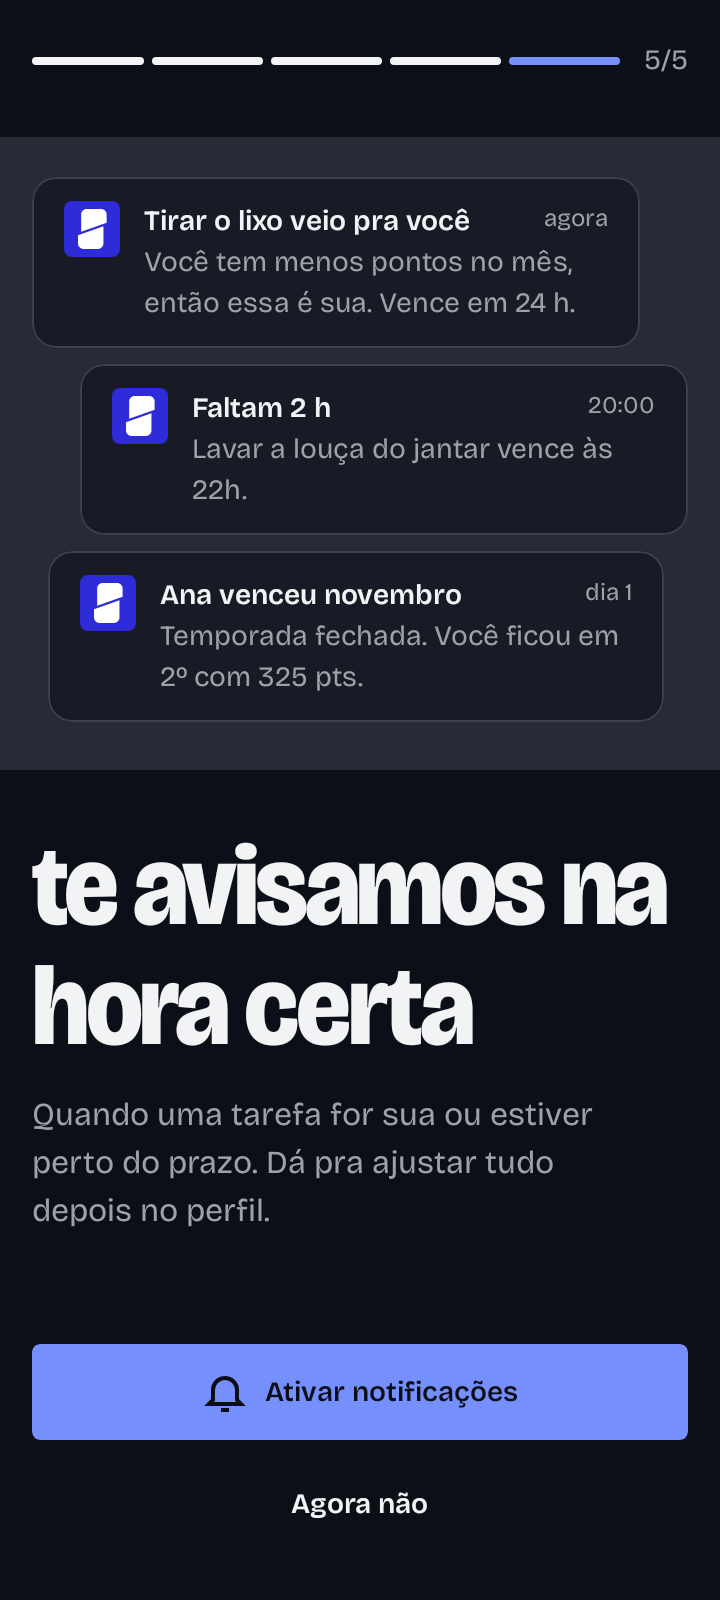 5/5
Tirar o lixo veio pra você
agora
Você tem menos pontos no mês,
então essa é sua. Vence em 24 h.
Faltam 2 h
20:00
Lavar a louça do jantar vence às
22h.
Ana venceu novembro
dia 1
Temporada fechada. Você ficou em
2º com 325 pts.
te avisamos na
hora certa
Quando uma tarefa for sua ou estiver
perto do prazo. Dá pra ajustar tudo
depois no perfil.
Ativar notificações
Agora não